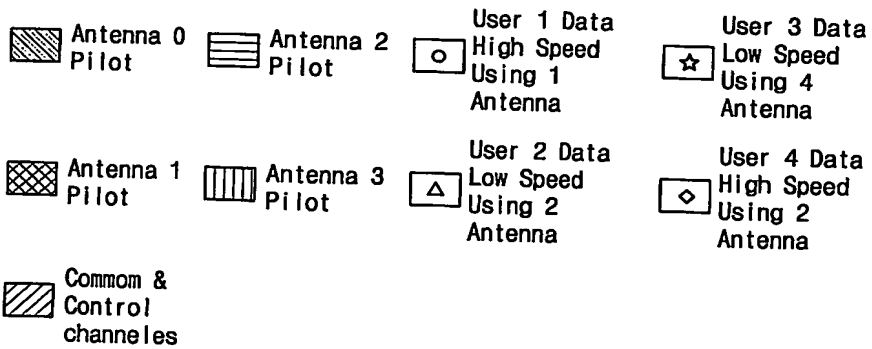 Antenna 0
Pilot
Antenna 2
Pilot
User 1 Data
High Speed
Using 1
Antenna
User 3 Data
Low Speed
Using 4
Antenna
Antenna 1
Pilot
Antenna 3
Pilot
User 2 Data
Low Speed
Using 2
Antenna
User 4 Data
High Speed
Using 2
Antenna
Commom &
Control
channeles